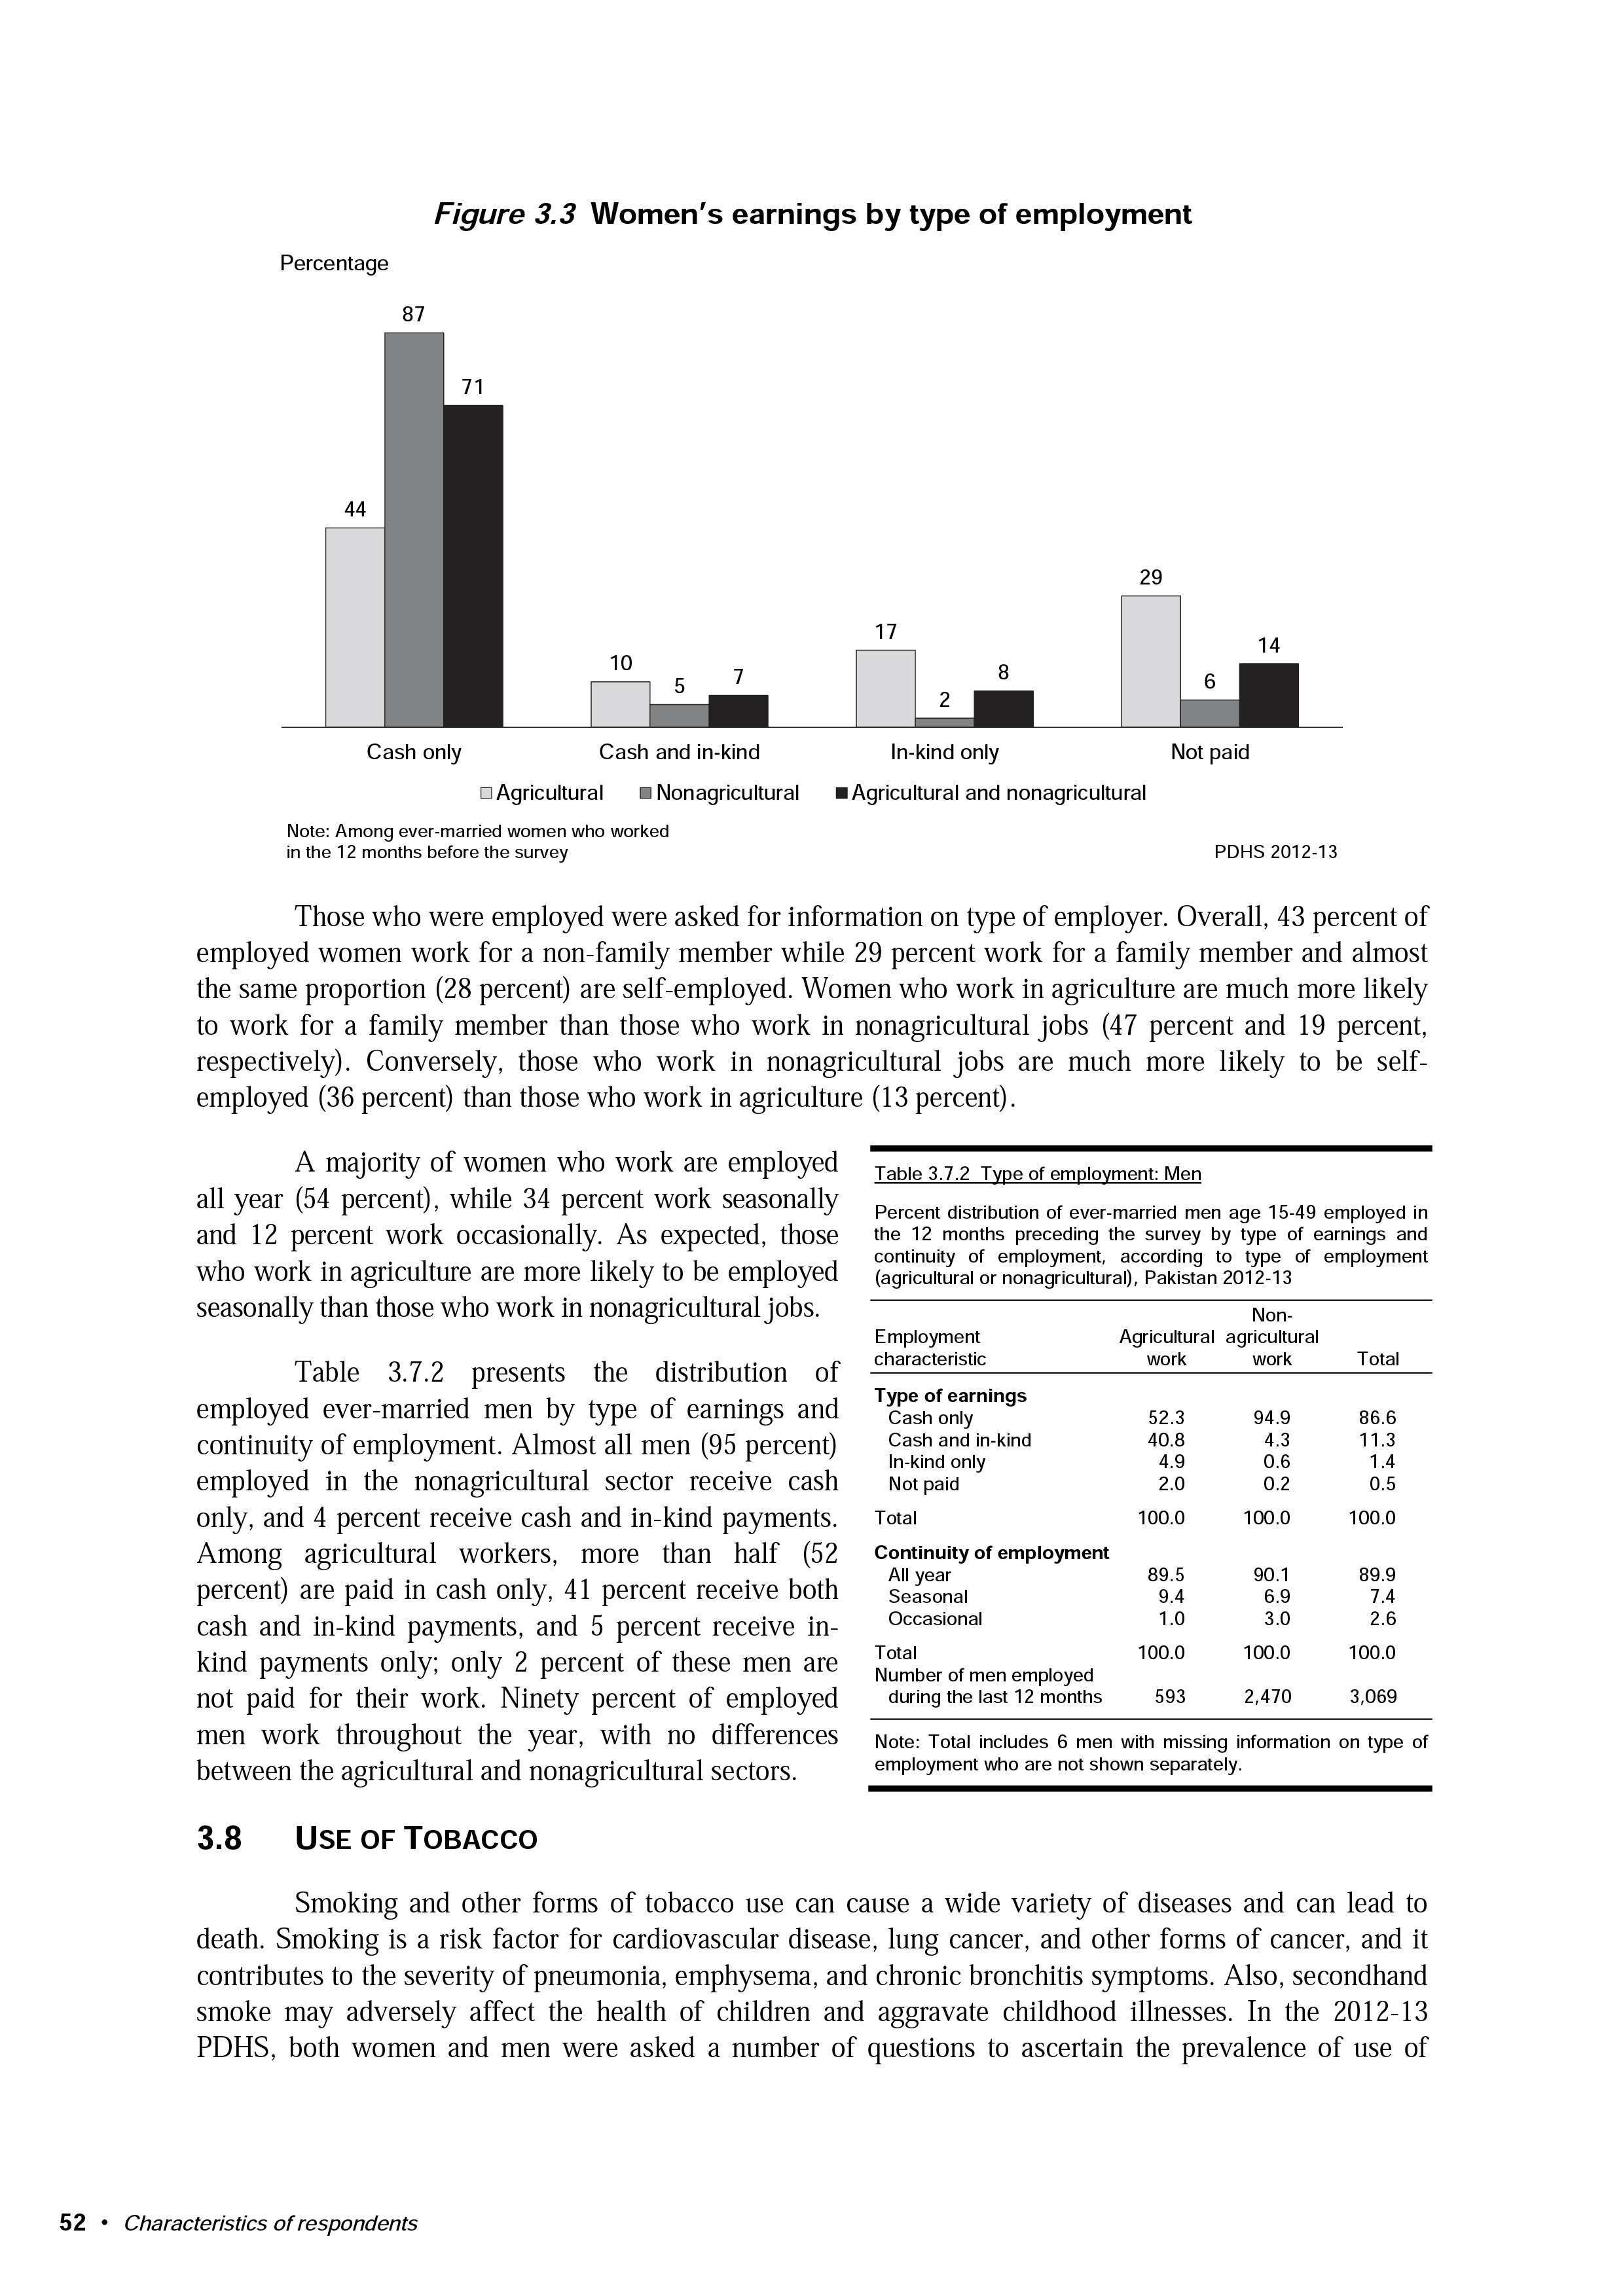 Figure 3.3 Women's earnings by type of employment
Percentage
87
71
44
29
17
14
10
5
7
2
8
6
Cash only Cash and in-kind In-kind only Not paid
Agricultural Nonagricultural Agricultural and nonagricultural
Note: Among ever-married women who worked
in the 12 months before the survey
PDHS 2012-13
Those who were employed were asked for information on type of employer. Overall, 43 percent of
employed women work for a non-family member while 29 percent work for a family member and almost
the same proportion (28 percent) are self-employed. Women who work in agriculture are much more likely
to work for a family member than those who work in nonagricultural jobs (47 percent and 19 percent,
respectively). Conversely, those who work in nonagricultural jobs are much more likely to be self-
employed (36 percent) than those who work in agriculture (13 percent).
A majority of women who work are employed
all year (54 percent), while 34 percent work seasonally
and 12 percent work occasionally. As expected, those
who work in agriculture are more likely to be employed
seasonally than those who work in nonagricultural jobs.
Table 3.7.2 presents the distribution of
employed ever-married men by type of earnings and
continuity of employment. Almost all men (95 percent)
employed in the nonagricultural sector receive cash
only, and 4 percent receive cash and in-kind payments.
Among agricultural workers, more than half (52
percent) are paid in cash only, 41 percent receive both
cash and in-kind payments, and 5 percent receive in-
kind payments only; only 2 percent of these men are
not paid for their work. Ninety percent of employed
men work throughout the year, with no differences
between the agricultural and nonagricultural sectors.
Table 3.7.2 Type of employment: Men
Percent distribution of ever-married men age 15-49 employed in
the 12 months preceding the survey by type of earnings and
continuity of employment, according to type of employment
(agricultural or nonagricultural), Pakistan 2012-13
Non-
Employment Agricultural agricultural
characteristic work work Total
Type of earnings
Cash only 52.3 94.9 86.6
Cash and in-kind 40.8 4.3 11.3
In-kind only 4.9 0.6 1.4
Not paid 2.0 0.2 0.5
Total 100.0 100.0 100.0
Continuity of employment
All year 89.5 90.1 89.9
Seasonal 9.4 6.9 7.4
Occasional 1.0 3.0 2.6
Total 100.0 100.0 100.0
Number of men employed
during the last 12 months 593 2,470 3,069
Note: Total includes 6 men with missing information on type of
employment who are not shown separately.
3.8 USE OF TOBACCO
Smoking and other forms of tobacco use can cause a wide variety of diseases and can lead to
death. Smoking is a risk factor for cardiovascular disease, lung cancer, and other forms of cancer, and it
contributes to the severity of pneumonia, emphysema, and chronic bronchitis symptoms. Also, secondhand
smoke may adversely affect the health of children and aggravate childhood illnesses. In the 2012-13
PDHS, both women and men were asked a number of questions to ascertain the prevalence of use of
52 • Characteristics of respondents